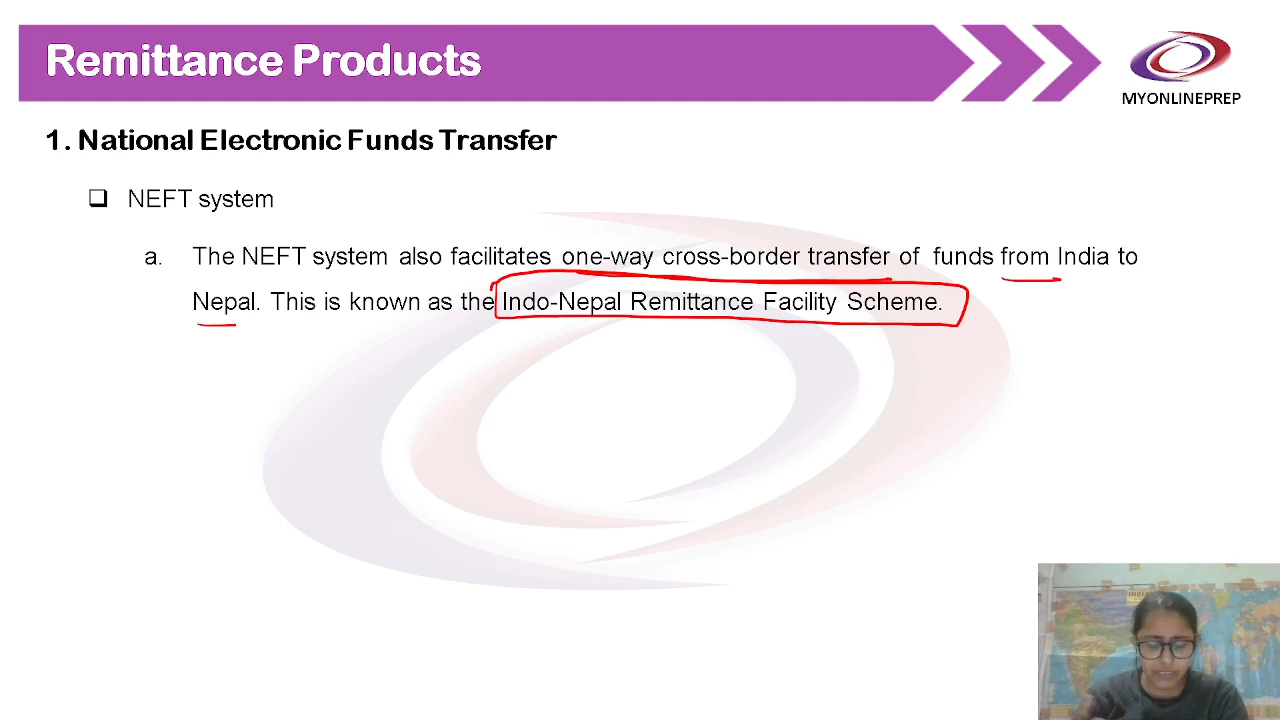 Remittance Products
MYONLINEPREP
1. National Electronic Funds Transfer
❑ NEFT system
a. The NEFT system also facilitates one-way cross-border transfer of funds from India to
Nepal. This is known as the Indo-Nepal Remittance Facility Scheme.